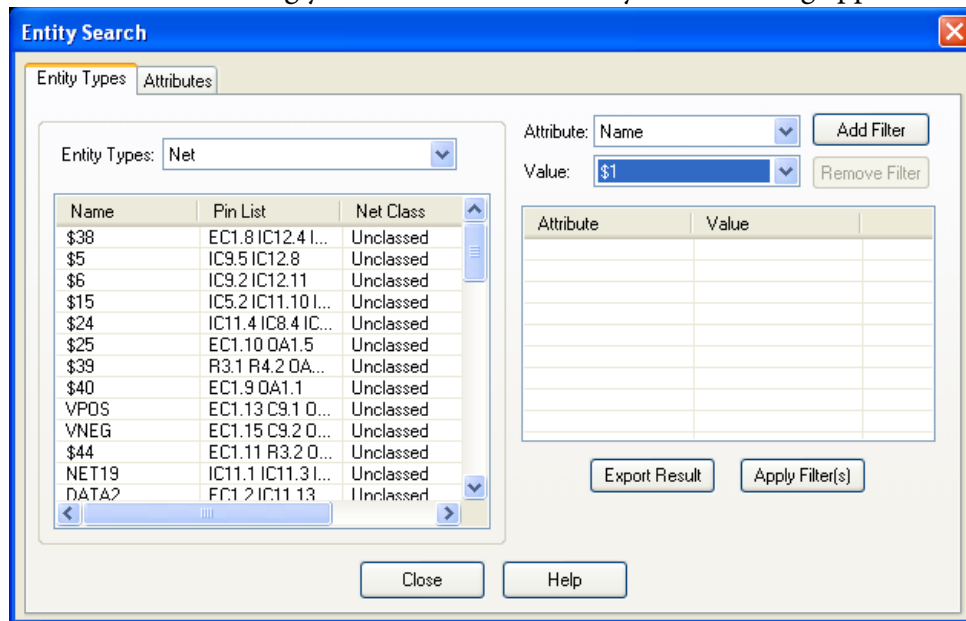 Entity Search
Entity Types Attributes
Entity Types: Net
Attribute: Name Add Filter
Value: $1 Remove Filter
Name Pin List Net Class
$38 EC1.8 IC12.4 I... Unclassed
$5 IC9.5 IC12.8 Unclassed
$6 IC9.2 IC12.11 Unclassed
$15 IC5.2 IC11.10 I... Unclassed
$24 IC11.4 IC8.4 IC... Unclassed
$25 EC1.10 OA1.5 Unclassed
$39 R3.1 R4.2 OA... Unclassed
$40 EC1.9 OA1.1 Unclassed
VPOS EC1.13 C9.1 O... Unclassed
VNEG EC1.15 C9.2 O... Unclassed
$44 EC1.11 R3.2 O... Unclassed
NET19 IC11.1 IC11.3 I... Unclassed
DATA2 EC1.2 IC11.13 Unclassed
Attribute Value
Export Result Apply Filter(s)
Close Help